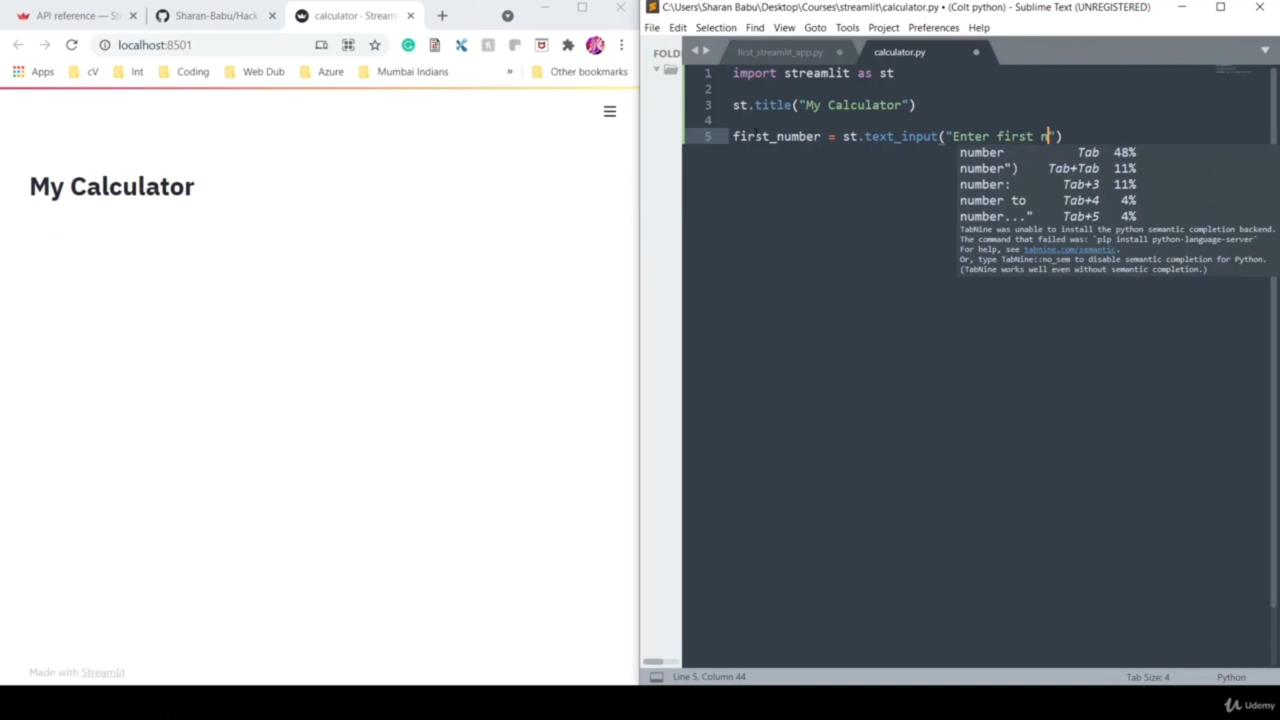 API reference — St
Sharan-Babu/Hack
calculator · Streaml
localhost:8501
Apps
cV
Int
Coding
Web Dub
Azure
Mumbai Indians
»
Other bookmarks
My Calculator
Made with Streamlit
C:\Users\Sharan Babu\Desktop\Courses\streamlit\calculator.py • (Colt python) - Sublime Text (UNREGISTERED)
File Edit Selection Find View Goto Tools Project Preferences Help
FOLD
first_streamlit_app.py
calculator.py
1 import streamlit as st
2
3 st.title("My Calculator")
4
5 first_number = st.text_input("Enter first n")
number Tab 48%
number") Tab+Tab 11%
number: Tab+3 11%
number to Tab+4 4%
number..." Tab+5 4%
TabNine was unable to install the python semantic completion backend.
The command that failed was: `pip install python-language-server`
For help, see tabnine.com/semantic.
Or, type TabNine::no_sem to disable semantic completion for Python.
(TabNine works well even without semantic completion.)
Line 5, Column 44
Tab Size: 4
Python
Udemy